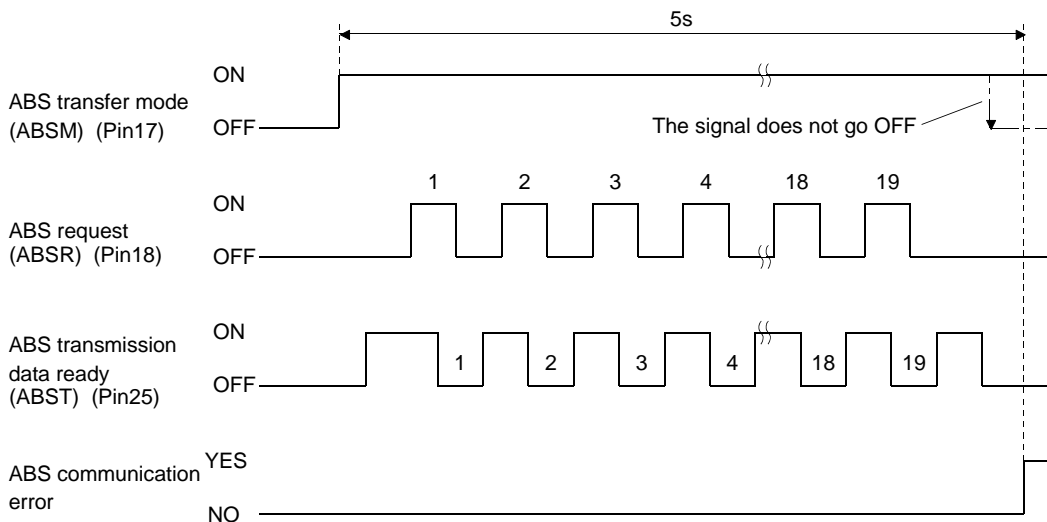 5s
ON
ABS transfer mode
(ABSM) (Pin17)
OFF
The signal does not go OFF
1 2 3 4 18 19
ON
ABS request
(ABSR) (Pin18)
OFF
ON
ABS transmission
data ready
(ABST) (Pin25)
OFF
1 2 3 4 18 19
YES
ABS communication
error
NO